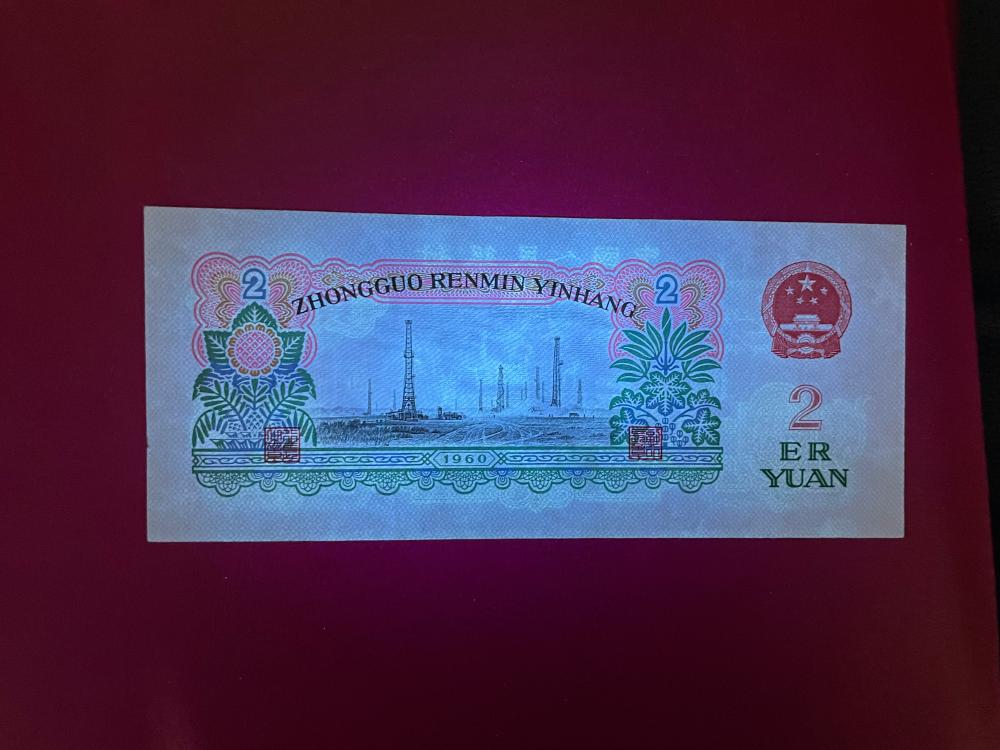 2
ZHONGGUO RENMIN YINHANG
2
2
ER
YUAN
1960